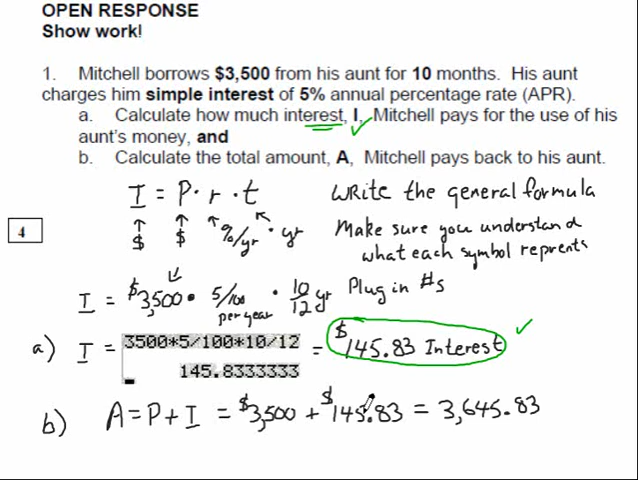 OPEN RESPONSE
Show work!
1. Mitchell borrows $3,500 from his aunt for 10 months. His aunt
charges him simple interest of 5% annual percentage rate (APR).
a. Calculate how much interest, I, Mitchell pays for the use of his
aunt's money, and
b. Calculate the total amount, A, Mitchell pays back to his aunt.
I = P · r · t Write the general formula
4
$ $ %/yr · yr Make sure you understand
what each symbol reprents
I = $3,500 · 5/100 · 10/12 yr Plug in #s
per year
a) I = 3500*5/100*10/12 = $145.83 Interest
145.8333333
b) A = P + I = $3,500 + $145.83 = 3,645.83